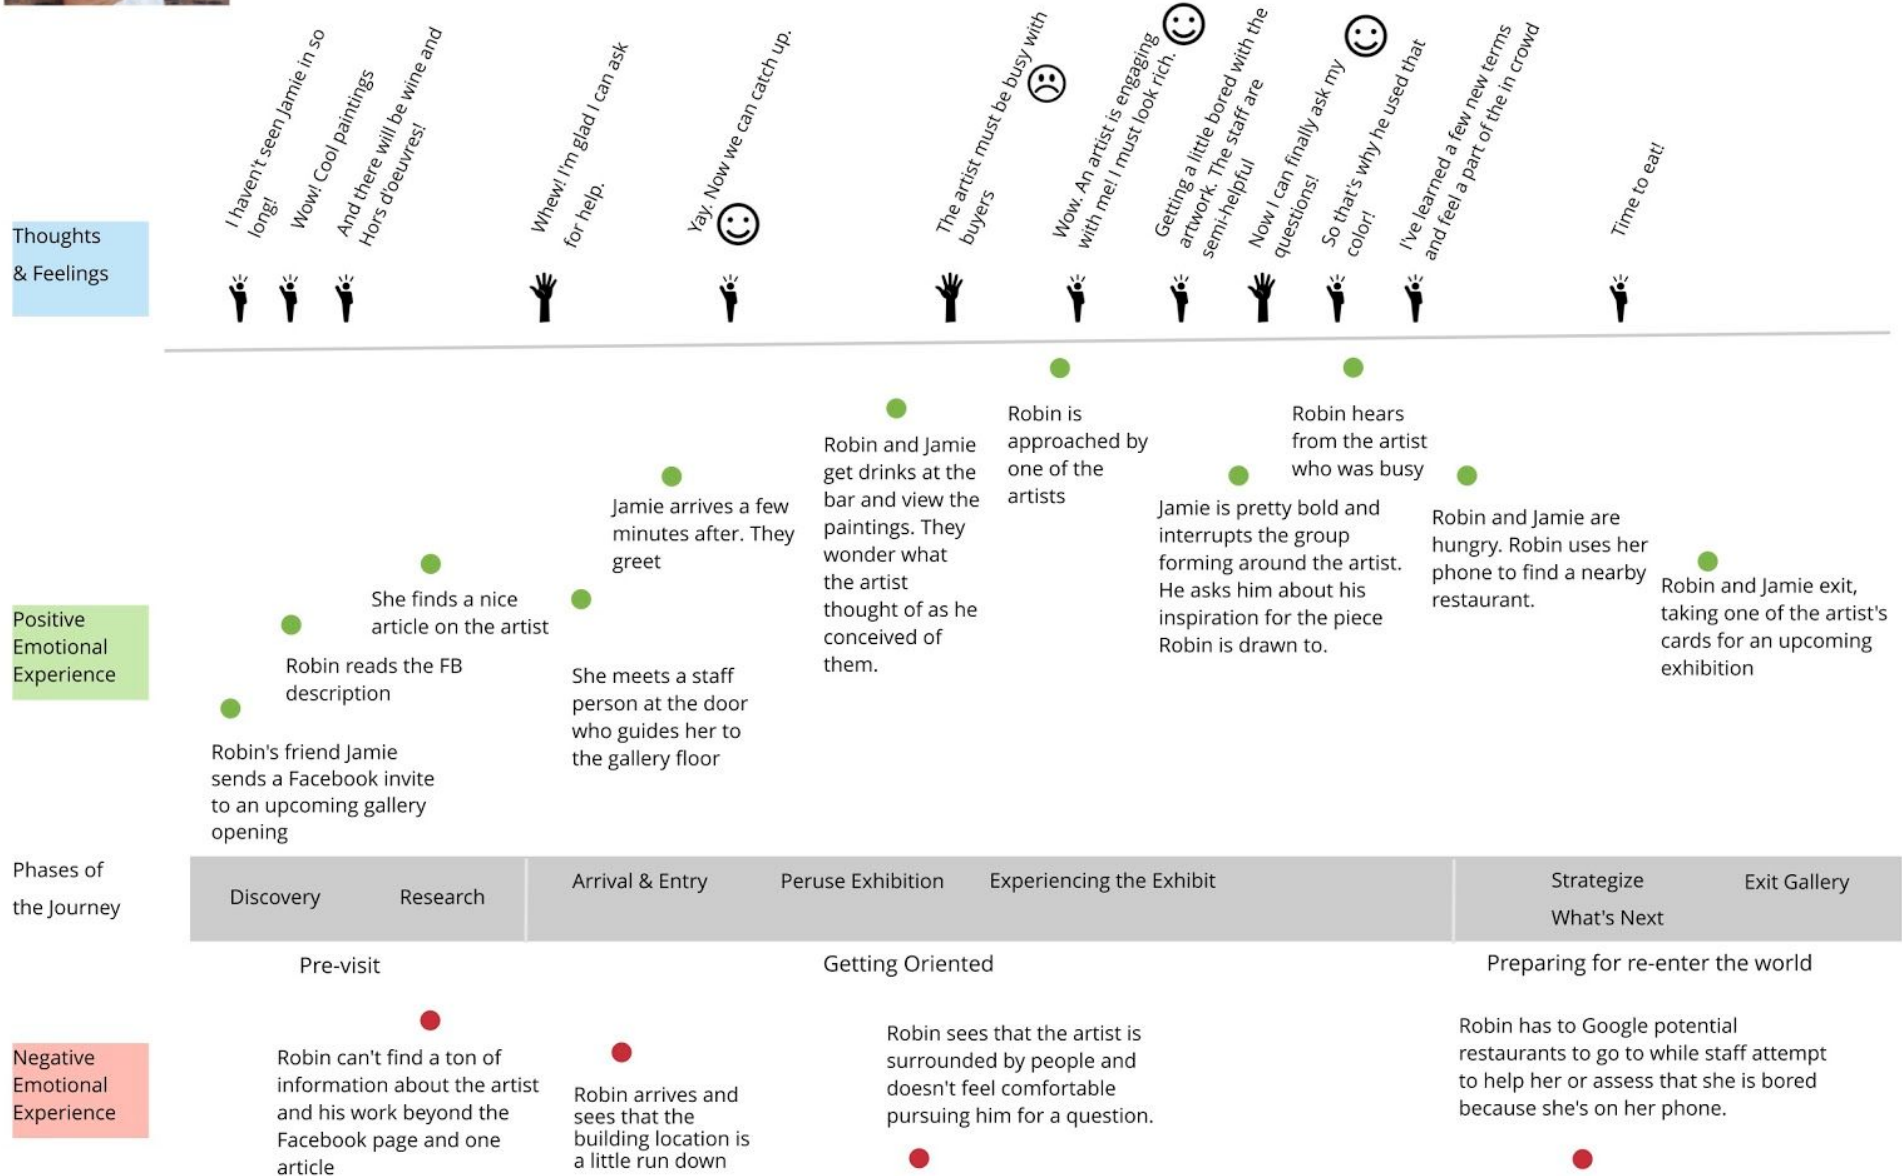 I haven't seen Jamie in so
long!
Wow! Cool paintings
And there will be wine and
Hors d'oeuvres!
Whew! I'm glad I can ask
for help.
Yay. Now we can catch up.
The artist must be busy with
buyers
Wow. An artist is engaging
with me! I must look rich.
Getting a little bored with the
artwork. The staff are
semi-helpful
Now I can finally ask my
questions!
So that's why he used that
color!
I've learned a few new terms
and feel a part of the in crowd
Time to eat!
Thoughts
& Feelings
Positive
Emotional
Experience
Robin's friend Jamie
sends a Facebook invite
to an upcoming gallery
opening
Robin reads the FB
description
She finds a nice
article on the artist
She meets a staff
person at the door
who guides her to
the gallery floor
Jamie arrives a few
minutes after. They
greet
Robin and Jamie
get drinks at the
bar and view the
paintings. They
wonder what
the artist
thought of as he
conceived of
them.
Robin is
approached by
one of the
artists
Jamie is pretty bold and
interrupts the group
forming around the artist.
He asks him about his
inspiration for the piece
Robin is drawn to.
Robin hears
from the artist
who was busy
Robin and Jamie are
hungry. Robin uses her
phone to find a nearby
restaurant.
Robin and Jamie exit,
taking one of the artist's
cards for an upcoming
exhibition
Phases of
the Journey
Discovery
Research
Arrival & Entry
Peruse Exhibition
Experiencing the Exhibit
Strategize
What's Next
Exit Gallery
Pre-visit
Getting Oriented
Preparing for re-enter the world
Negative
Emotional
Experience
Robin can't find a ton of
information about the artist
and his work beyond the
Facebook page and one
article
Robin arrives and
sees that the
building location is
a little run down
Robin sees that the artist is
surrounded by people and
doesn't feel comfortable
pursuing him for a question.
Robin has to Google potential
restaurants to go to while staff attempt
to help her or assess that she is bored
because she's on her phone.